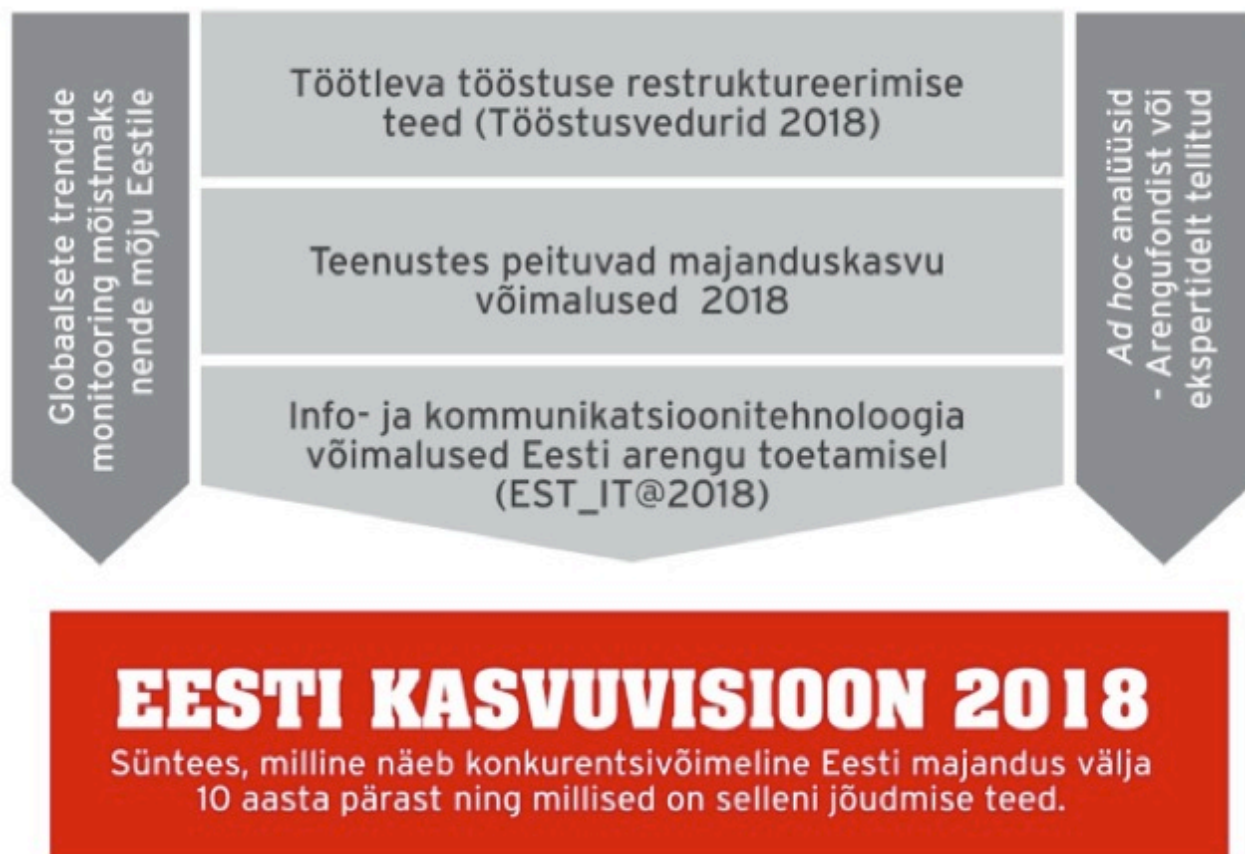 Globaalsete trendide
monitooring mõistmaks
nende mõju Eestile
Töötleva tööstuse restruktureerimise
teed (Tööstusvedurid 2018)
Teenustes peituvad majanduskasvu
võimalused 2018
Info- ja kommunikatsioonitehnoloogia
võimalused Eesti arengu toetamisel
(EST_IT@2018)
Ad hoc analüüsid
- Arengufondist või
ekspertidelt tellitud
EESTI KASVUVISIOON 2018
Süntees, milline näeb konkurentsivõimeline Eesti majandus välja
10 aasta pärast ning millised on selleni jõudmise teed.